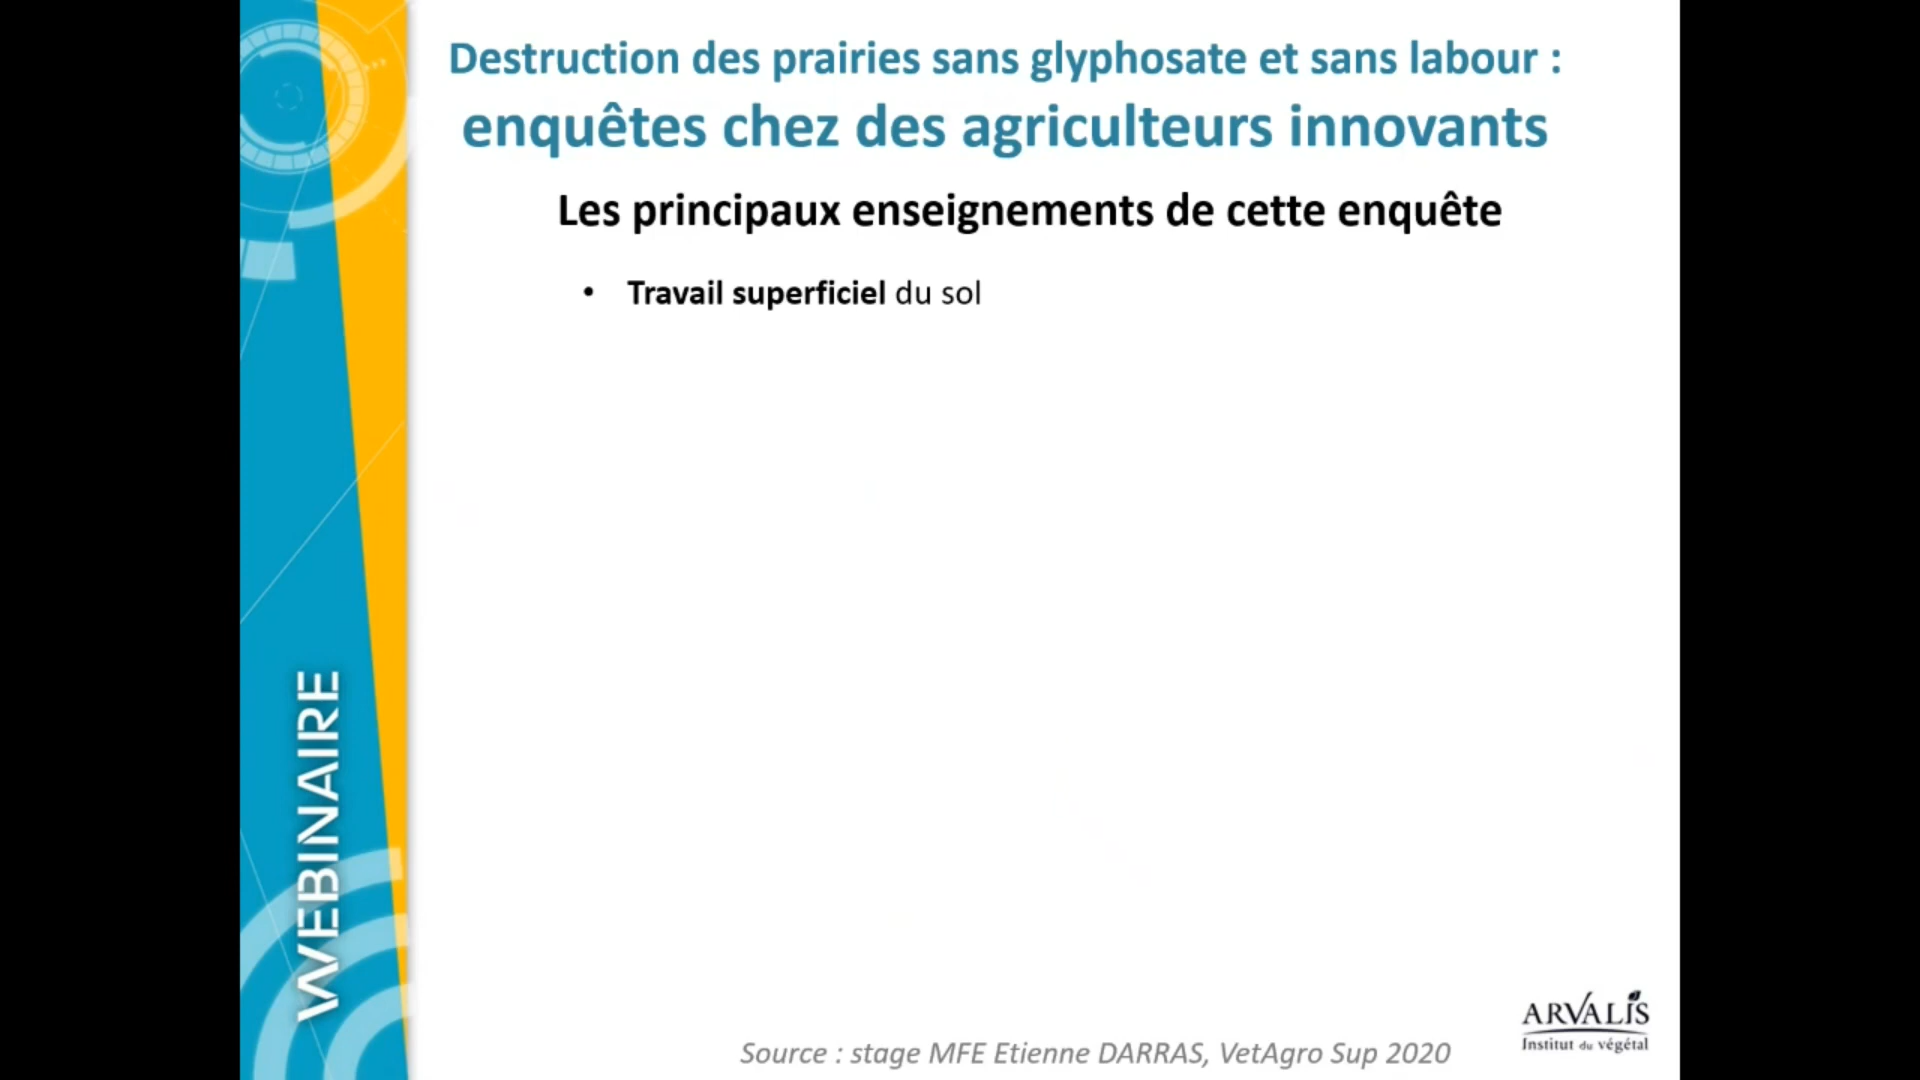 Destruction des prairies sans glyphosate et sans labour :
enquêtes chez des agriculteurs innovants
Les principaux enseignements de cette enquête
• Travail superficiel du sol
WEBINAIRE
ARVALIS
Institut du végétal
Source : stage MFE Etienne DARRAS, VetAgro Sup 2020